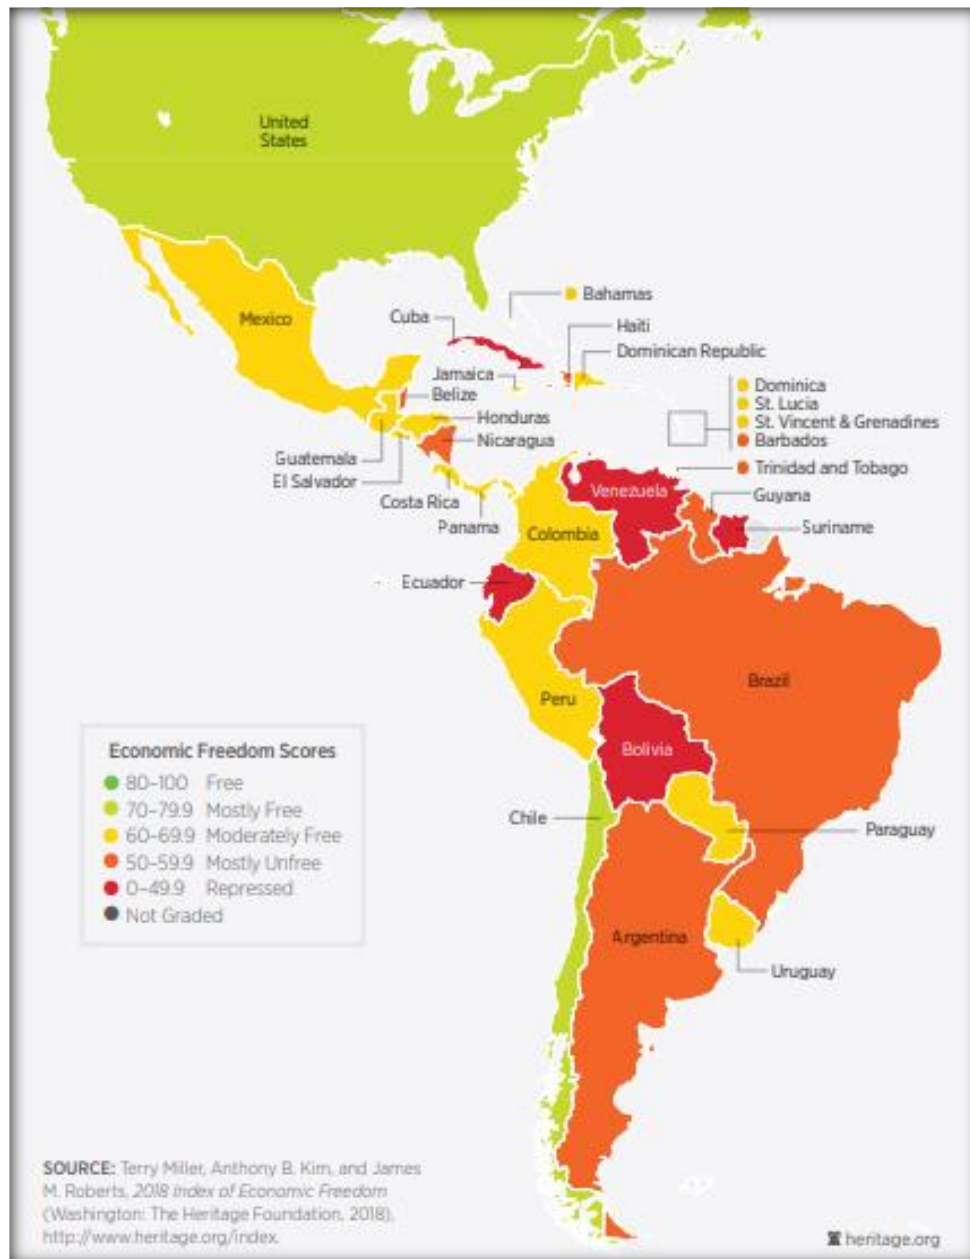 United
States
Mexico
Cuba
Bahamas
Haiti
Dominican Republic
Jamaica
Belize
Dominica
St. Lucia
St. Vincent & Grenadines
Barbados
Honduras
Nicaragua
Guatemala
El Salvador
Trinidad and Tobago
Costa Rica
Venezuela
Guyana
Panama
Colombia
Suriname
Ecuador
Brazil
Peru
Bolivia
Economic Freedom Scores
80–100 Free
70–79.9 Mostly Free
60–69.9 Moderately Free
50–59.9 Mostly Unfree
0–49.9 Repressed
Not Graded
Chile
Paraguay
Argentina
Uruguay
SOURCE: Terry Miller, Anthony B. Kim, and James
M. Roberts, 2018 Index of Economic Freedom
(Washington: The Heritage Foundation, 2018),
http://www.heritage.org/index.
heritage.org